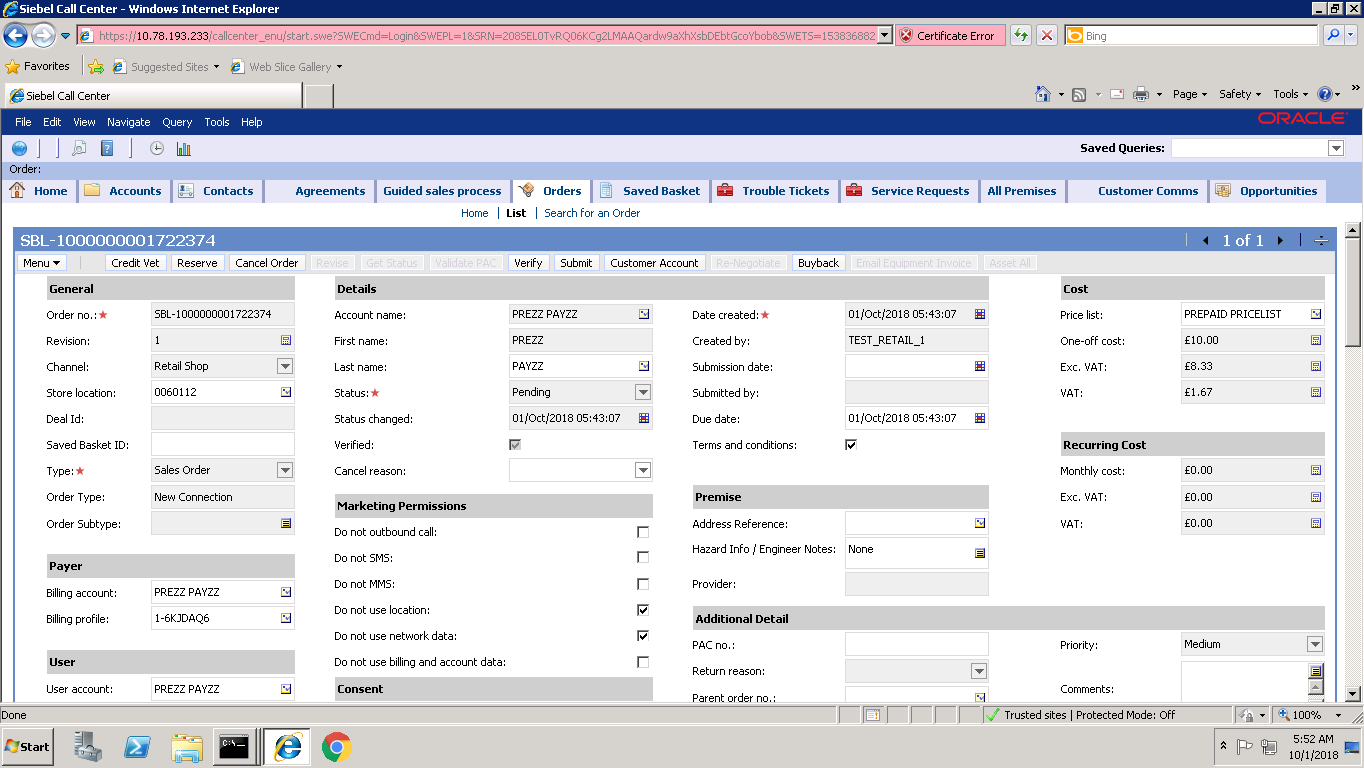 Siebel Call Center - Windows Internet Explorer
https://10.78.193.233/callcenter_enu/start.swe?SWECmd=Login&SWEPL=1&SRN=208SEL0TvRQ06KCg2LMAAQardw9aXhXsbDEbtGcoYbob&SWETS=153836882 Certificate Error Bing
Favorites Suggested Sites Web Slice Gallery
Siebel Call Center Page Safety Tools
File Edit View Navigate Query Tools Help ORACLE
Saved Queries:
Order:
Home Accounts Contacts Agreements Guided sales process Orders Saved Basket Trouble Tickets Service Requests All Premises Customer Comms Opportunities
Home List Search for an Order
SBL-1000000001722374 1 of 1
Menu Credit Vet Reserve Cancel Order Revise Get Status Validate PAC Verify Submit Customer Account Re-Negotiate Buyback Email Equipment Invoice Asset All
General Details Cost
Order no.: SBL-1000000001722374 Account name: PREZZ PAYZZ Date created: 01/Oct/2018 05:43:07 Price list: PREPAID PRICELIST
Revision: 1 First name: PREZZ Created by: TEST_RETAIL_1 One-off cost: £10.00
Channel: Retail Shop Last name: PAYZZ Submission date: Exc. VAT: £8.33
Store location: 0060112 Status: Pending Submitted by: VAT: £1.67
Deal Id: Status changed: 01/Oct/2018 05:43:07 Due date: 01/Oct/2018 05:43:07
Saved Basket ID: Verified: Terms and conditions: Recurring Cost
Type: Sales Order Cancel reason: Monthly cost: £0.00
Order Type: New Connection Marketing Permissions Premise Exc. VAT: £0.00
Order Subtype: Do not outbound call: Address Reference: VAT: £0.00
Payer Do not SMS: Hazard Info / Engineer Notes: None
Billing account: PREZZ PAYZZ Do not MMS: Provider:
Billing profile: 1-6KJDAQ6 Do not use location: Additional Detail
Do not use network data: PAC no.: Priority: Medium
User Do not use billing and account data: Return reason:
User account: PREZZ PAYZZ Consent Parent order no.: Comments:
Done Trusted sites | Protected Mode: Off 100%
Start C:\. 5:52 AM
10/1/2018